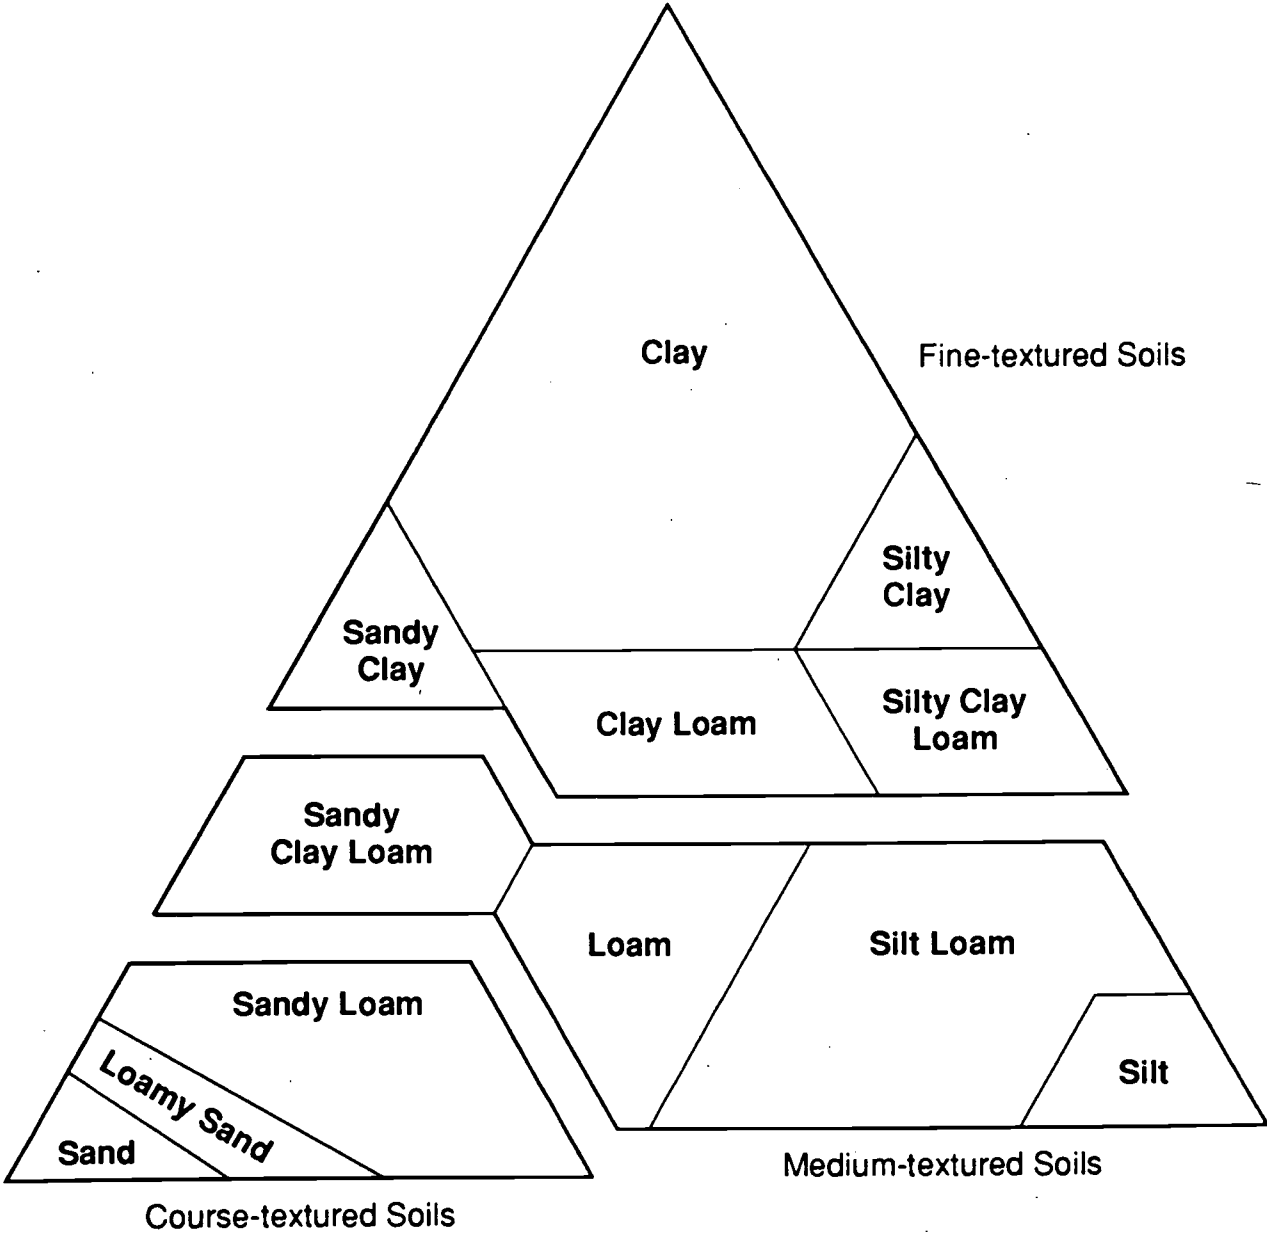 Clay
Fine-textured Soils
Silty
Clay
Sandy
Clay
Clay Loam
Silty Clay
Loam
Sandy
Clay Loam
Loam
Silt Loam
Silt
Sandy Loam
Loamy Sand
Sand
Medium-textured Soils
Course-textured Soils